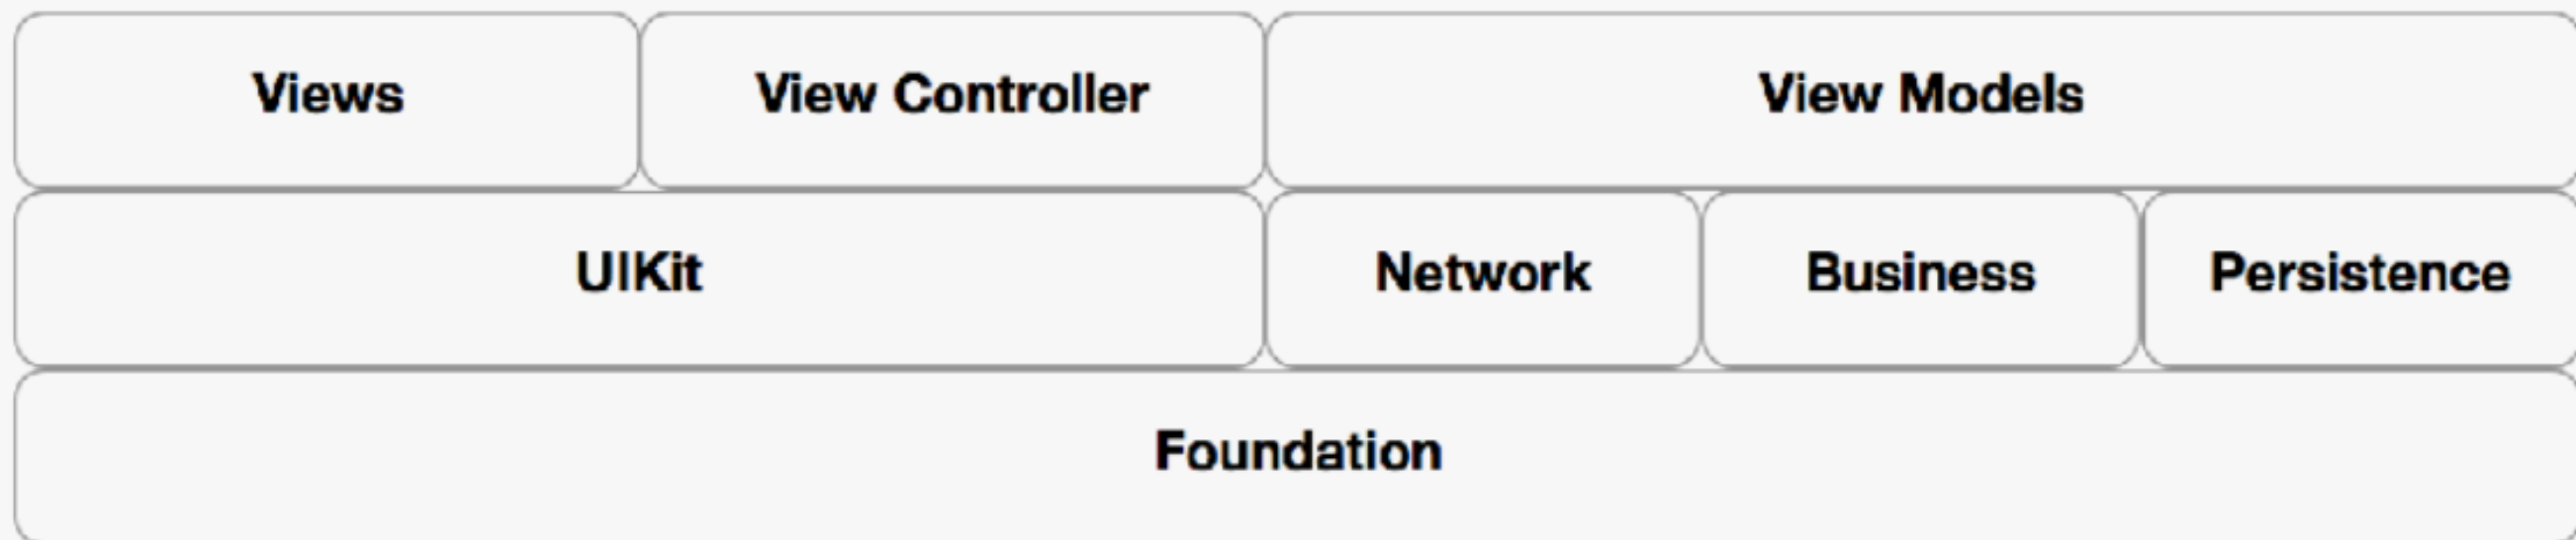 Views
View Controller
View Models
UIKit
Network
Business
Persistence
Foundation